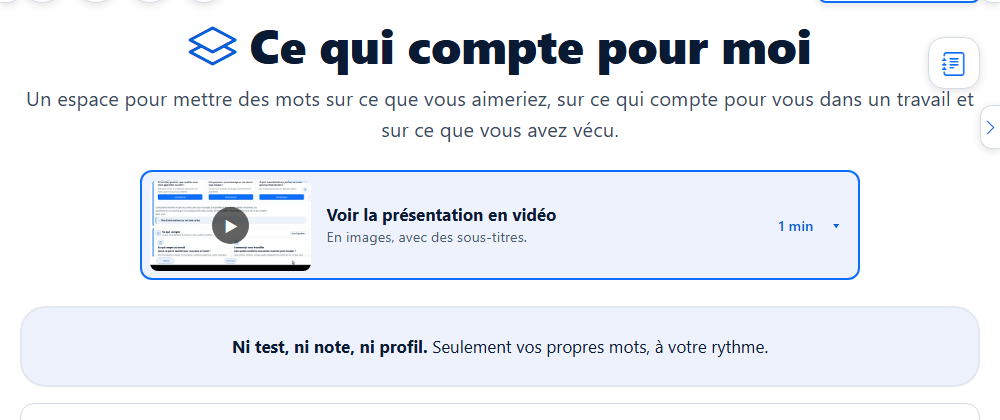 Ce qui compte pour moi
Un espace pour mettre des mots sur ce que vous aimeriez, sur ce qui compte pour vous dans un travail et
sur ce que vous avez vécu.
Voir la présentation en vidéo
En images, avec des sous-titres.
1 min
Ni test, ni note, ni profil. Seulement vos propres mots, à votre rythme.